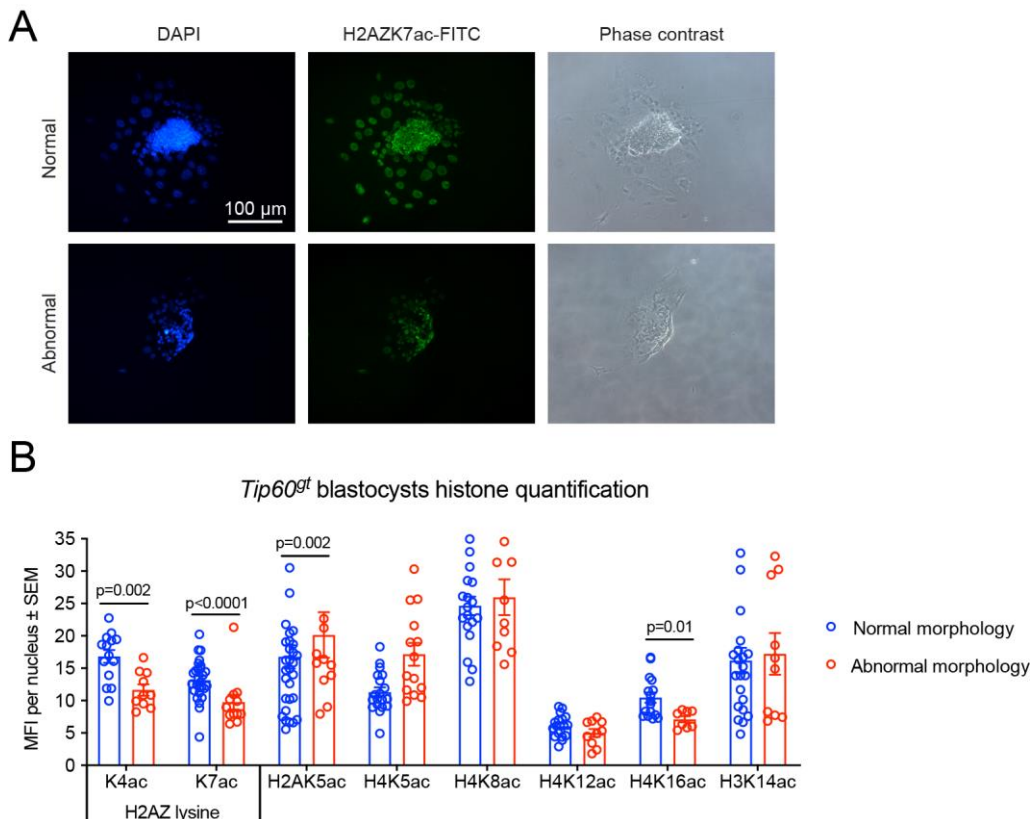 A
DAPI
H2AZK7ac-FITC
Phase contrast
Normal
100 µm
Abnormal
B
Tip60gt blastocysts histone quantification
MFI per nucleus ± SEM
35
30
25
20
15
10
5
0
p=0.002
p<0.0001
p=0.002
p=0.01
Normal morphology
Abnormal morphology
K4ac
K7ac
H2AK5ac
H4K5ac
H4K8ac
H4K12ac
H4K16ac
H3K14ac
H2AZ lysine